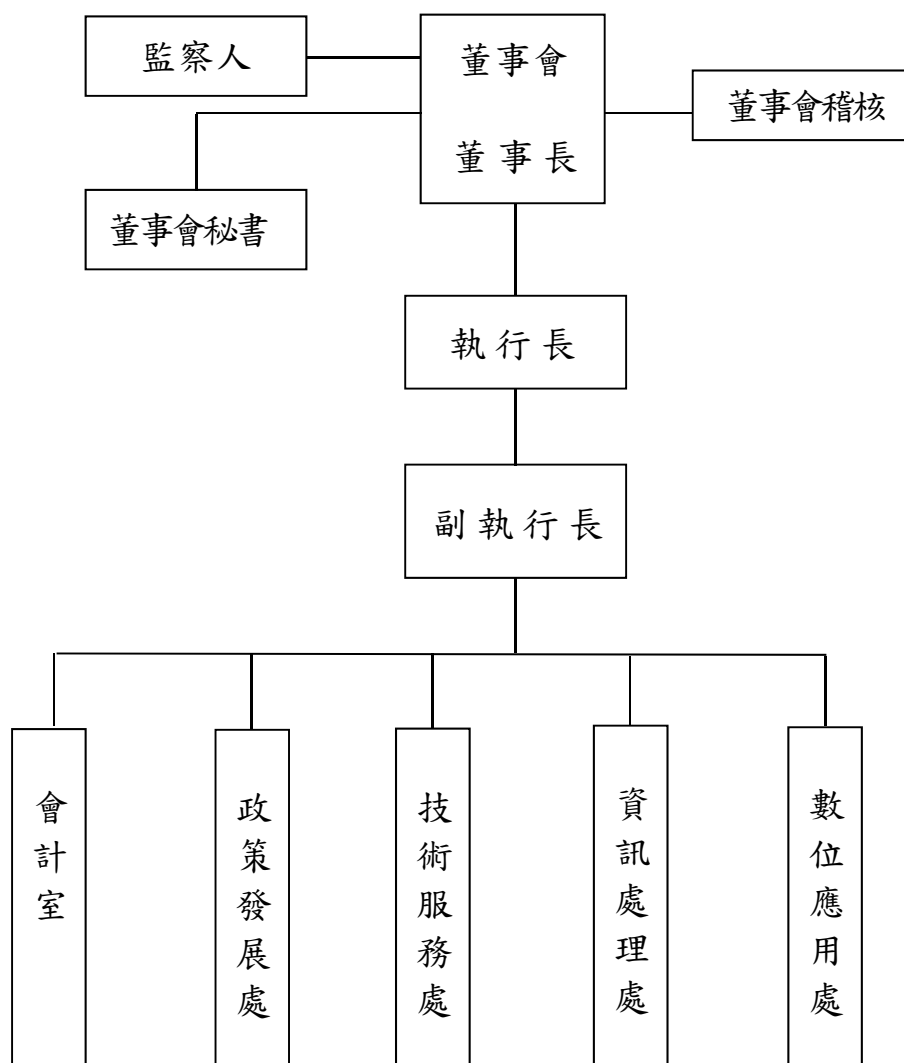 監察人
董事會
董事長
董事會稽核
董事會秘書
執行長
副執行長
會計室
政策發展處
技術服務處
資訊處理處
數位應用處